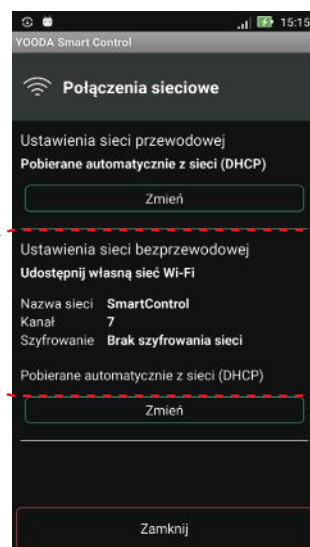 15:15
YOODA Smart Control
Połączenia sieciowe
Ustawienia sieci przewodowej
Pobierane automatycznie z sieci (DHCP)
Zmień
Ustawienia sieci bezprzewodowej
Udostępnij własną sieć Wi-Fi
Nazwa sieci SmartControl
Kanał 7
Szyfrowanie Brak szyfrowania sieci
Pobierane automatycznie z sieci (DHCP)
Zmień
Zamknij